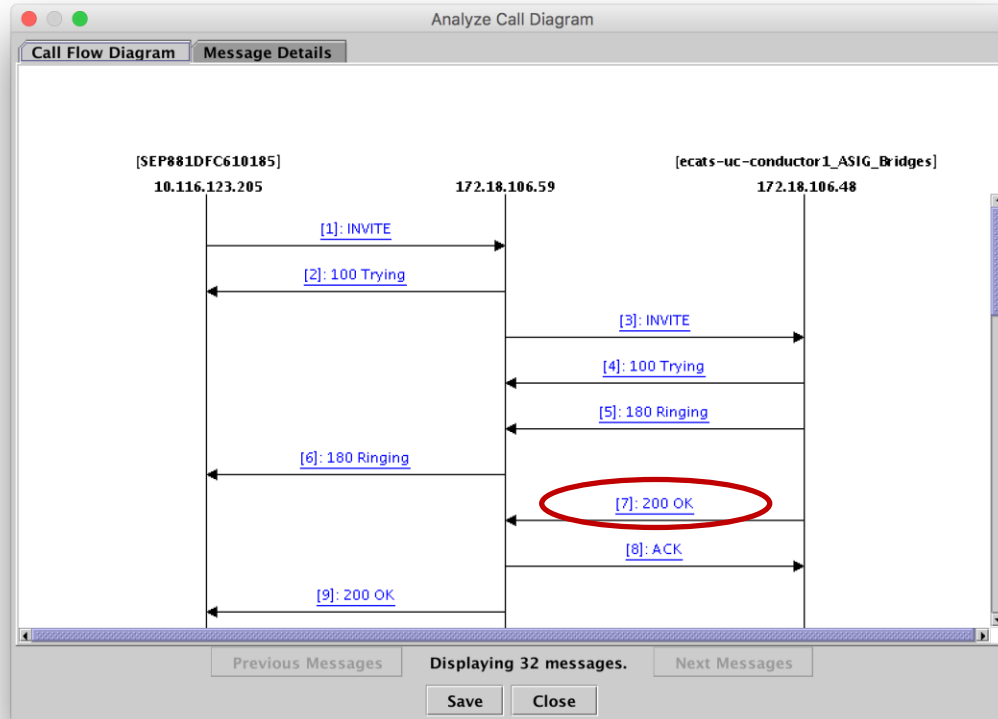 Analyze Call Diagram
Call Flow Diagram Message Details
[SEP881DFC610185] [ecats-uc-conductor1_ASIG_Bridges]
10.116.123.205 172.18.106.59 172.18.106.48
[1]: INVITE
[2]: 100 Trying
[3]: INVITE
[4]: 100 Trying
[5]: 180 Ringing
[6]: 180 Ringing
[7]: 200 OK
[8]: ACK
[9]: 200 OK
Previous Messages Displaying 32 messages. Next Messages
Save Close